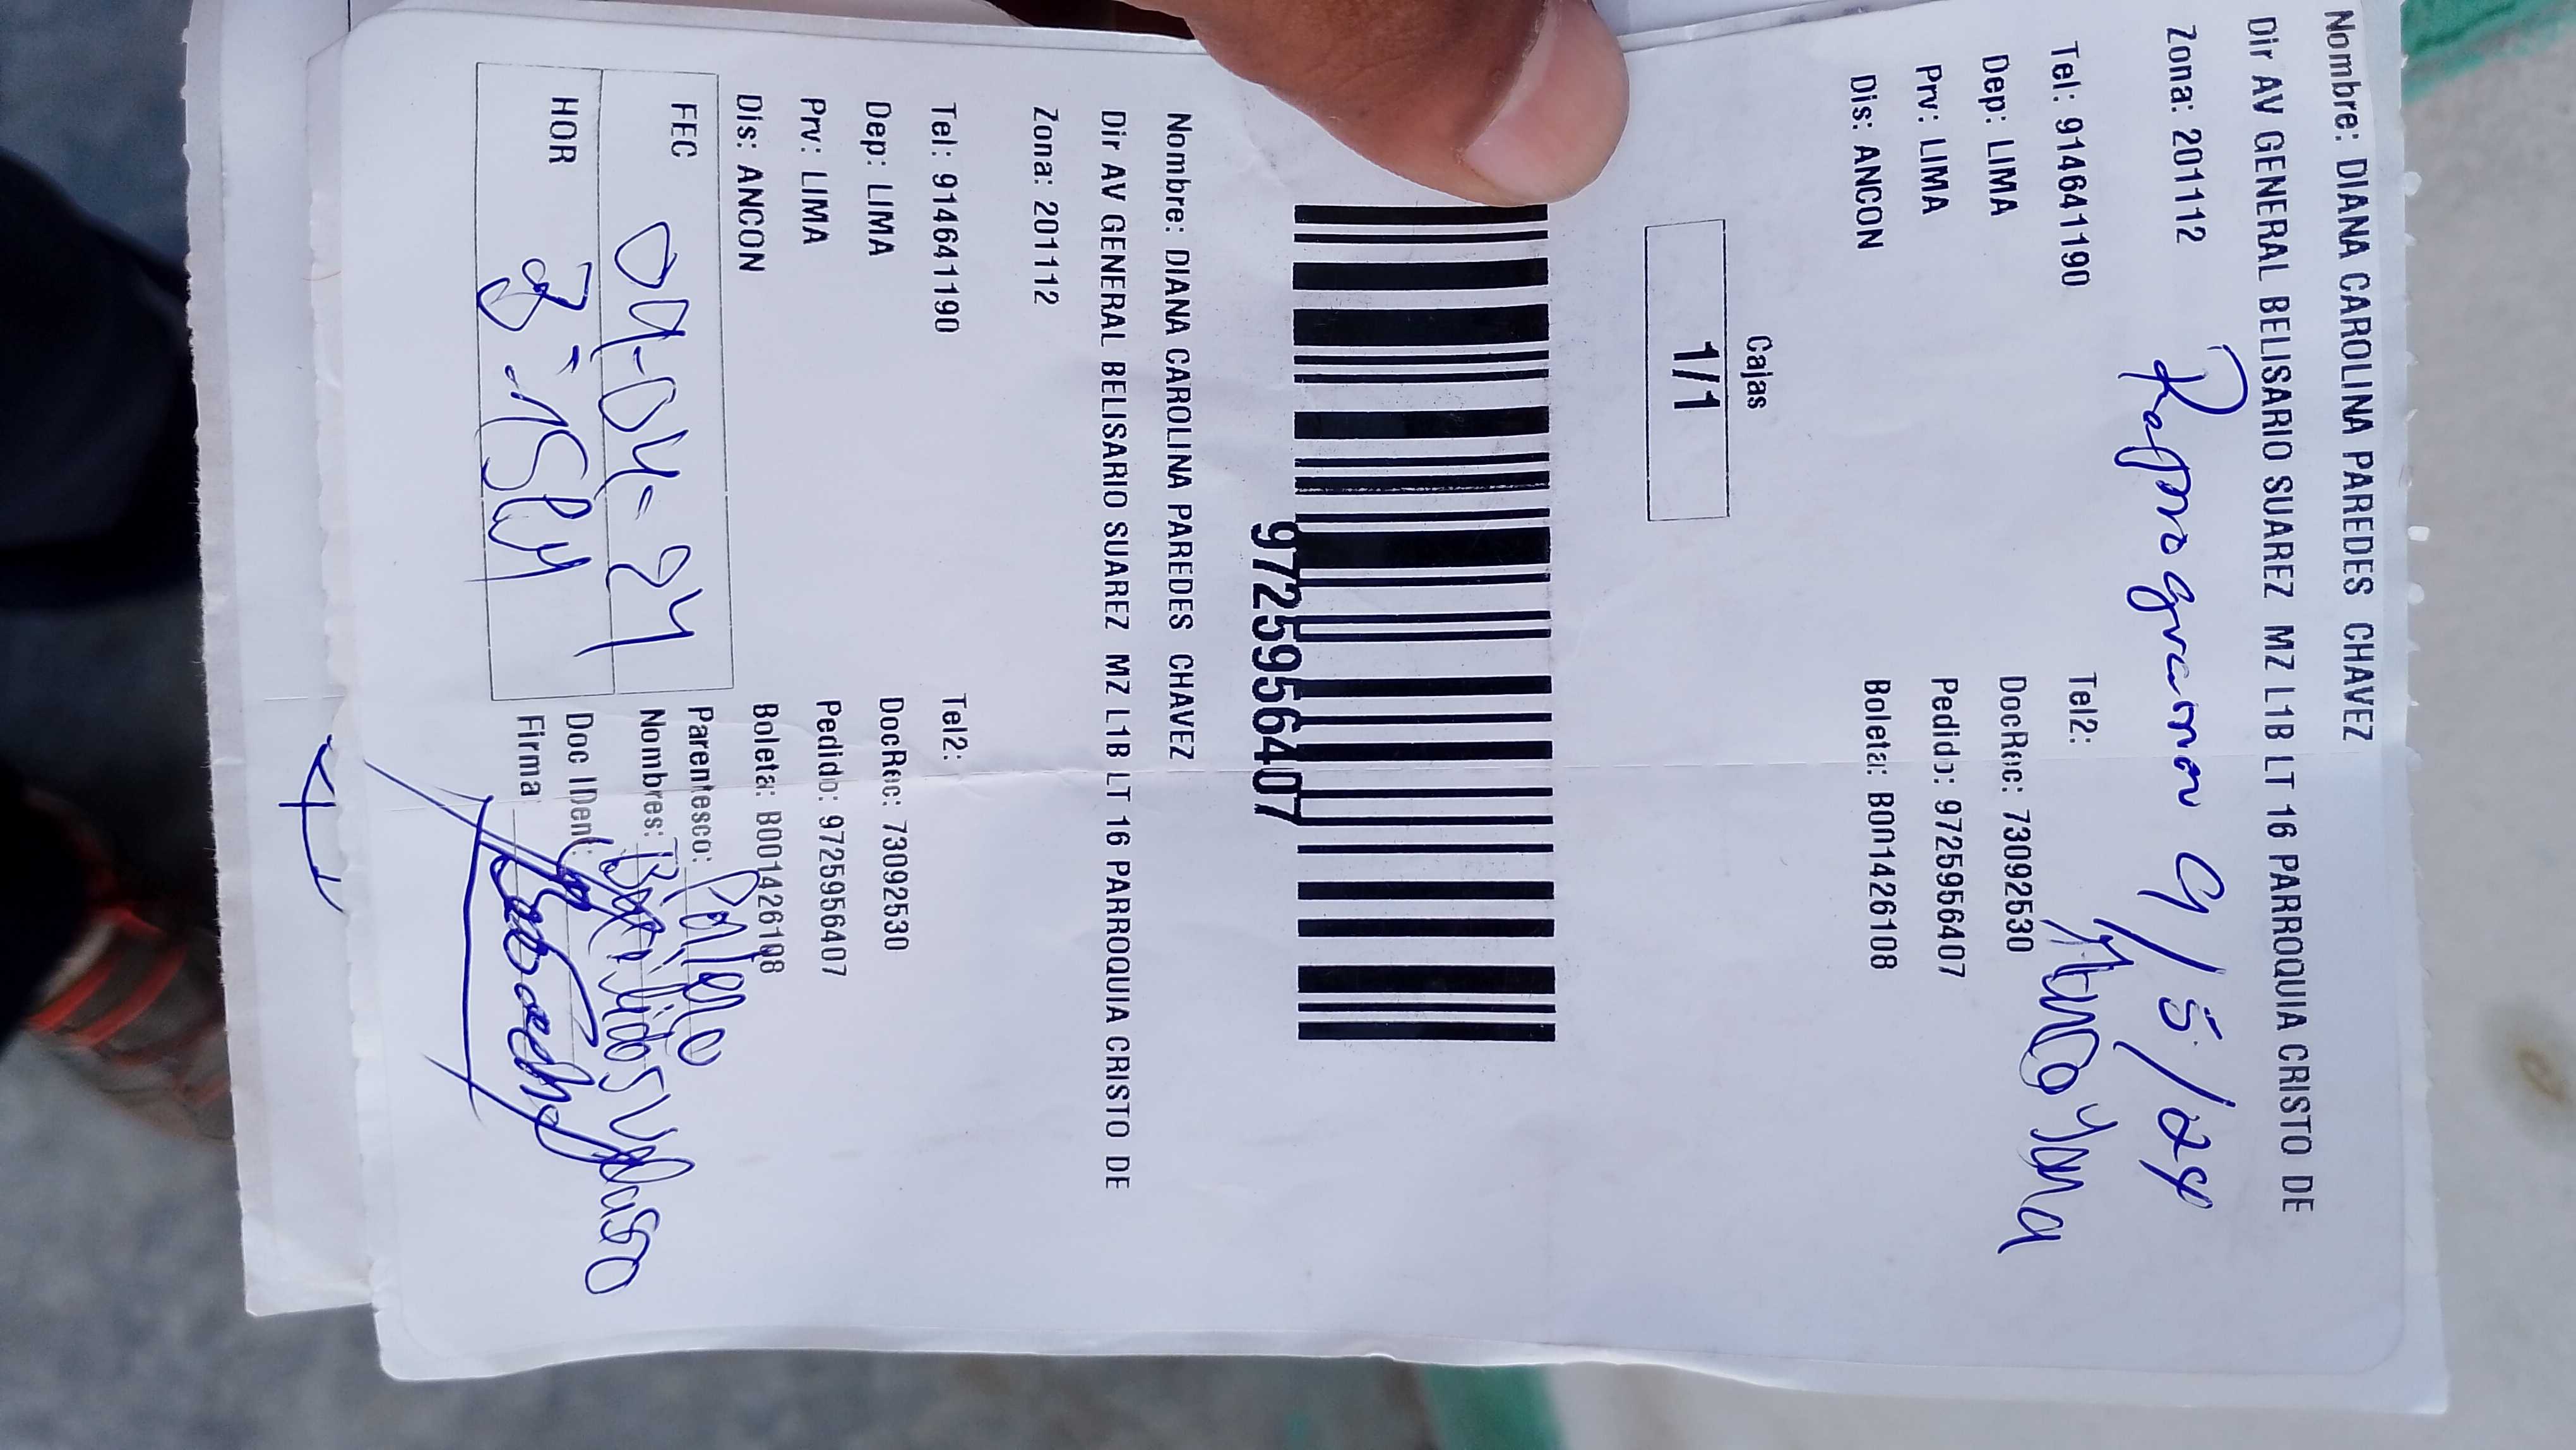 Nombre: DIANA CAROLINA PAREDES CHAVEZ
Dir AV GENERAL BELISARIO SUAREZ MZ L1B LT 16 PARROQUIA CRISTO DE
Zona: 201112
Reprograman 9/5/24
Tel: 914641190 Tel2:
Dep: LIMA DocRec: 73092530
Prv: LIMA Pedido: 9725956407
Dis: ANCON Boleta: B001426108
Cajas
1/1
9725956407
Nombre: DIANA CAROLINA PAREDES CHAVEZ
Dir AV GENERAL BELISARIO SUAREZ MZ L1B LT 16 PARROQUIA CRISTO DE
Zona: 201112
Tel: 914641190 Tel2:
Dep: LIMA DocRec: 73092530
Prv: LIMA Pedido: 9725956407
Dis: ANCON Boleta: B001426108
FEC 09-04-24 Parentesco:
Nombres:
HOR Doc IDent:
Firma: